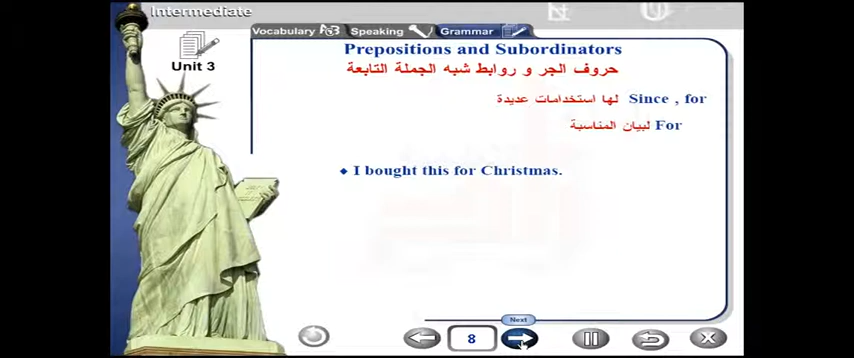 Intermediate
Vocabulary
Speaking
Grammar
Unit 3
Prepositions and Subordinators
حروف الجر و روابط شبه الجملة التابعة
Since , for لها استخدامات عديدة
For لبيان المناسبة
I bought this for Christmas.
Next
8